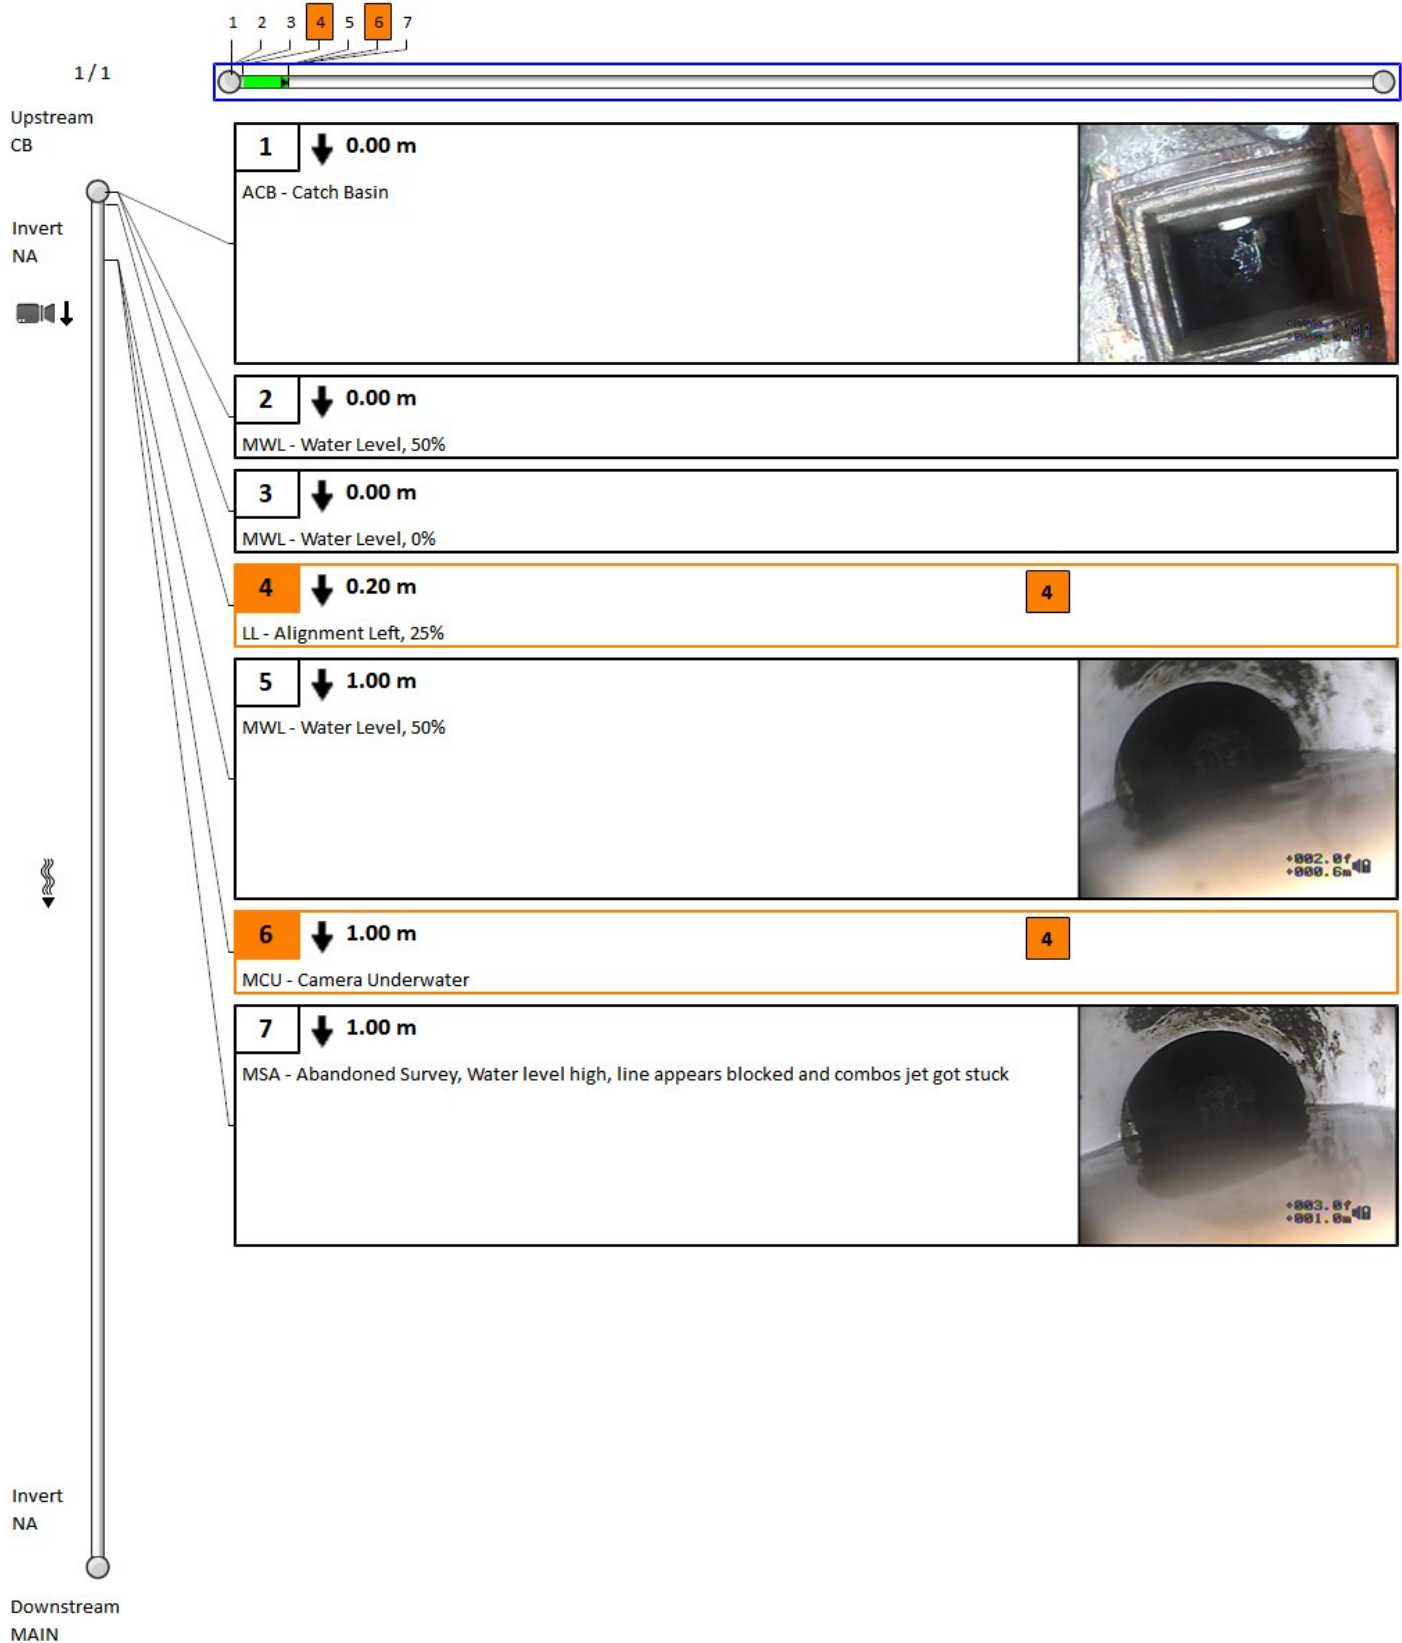 1 2 3 4 5 6 7
1 / 1
Upstream
CB
Invert
NA
1 0.00 m
ACB - Catch Basin
2 0.00 m
MWL - Water Level, 50%
3 0.00 m
MWL - Water Level, 0%
4 0.20 m 4
LL - Alignment Left, 25%
5 1.00 m
MWL - Water Level, 50%
+002.0f
+000.6m
6 1.00 m 4
MCU - Camera Underwater
7 1.00 m
MSA - Abandoned Survey, Water level high, line appears blocked and combos jet got stuck
+003.0f
+001.0m
Invert
NA
Downstream
MAIN